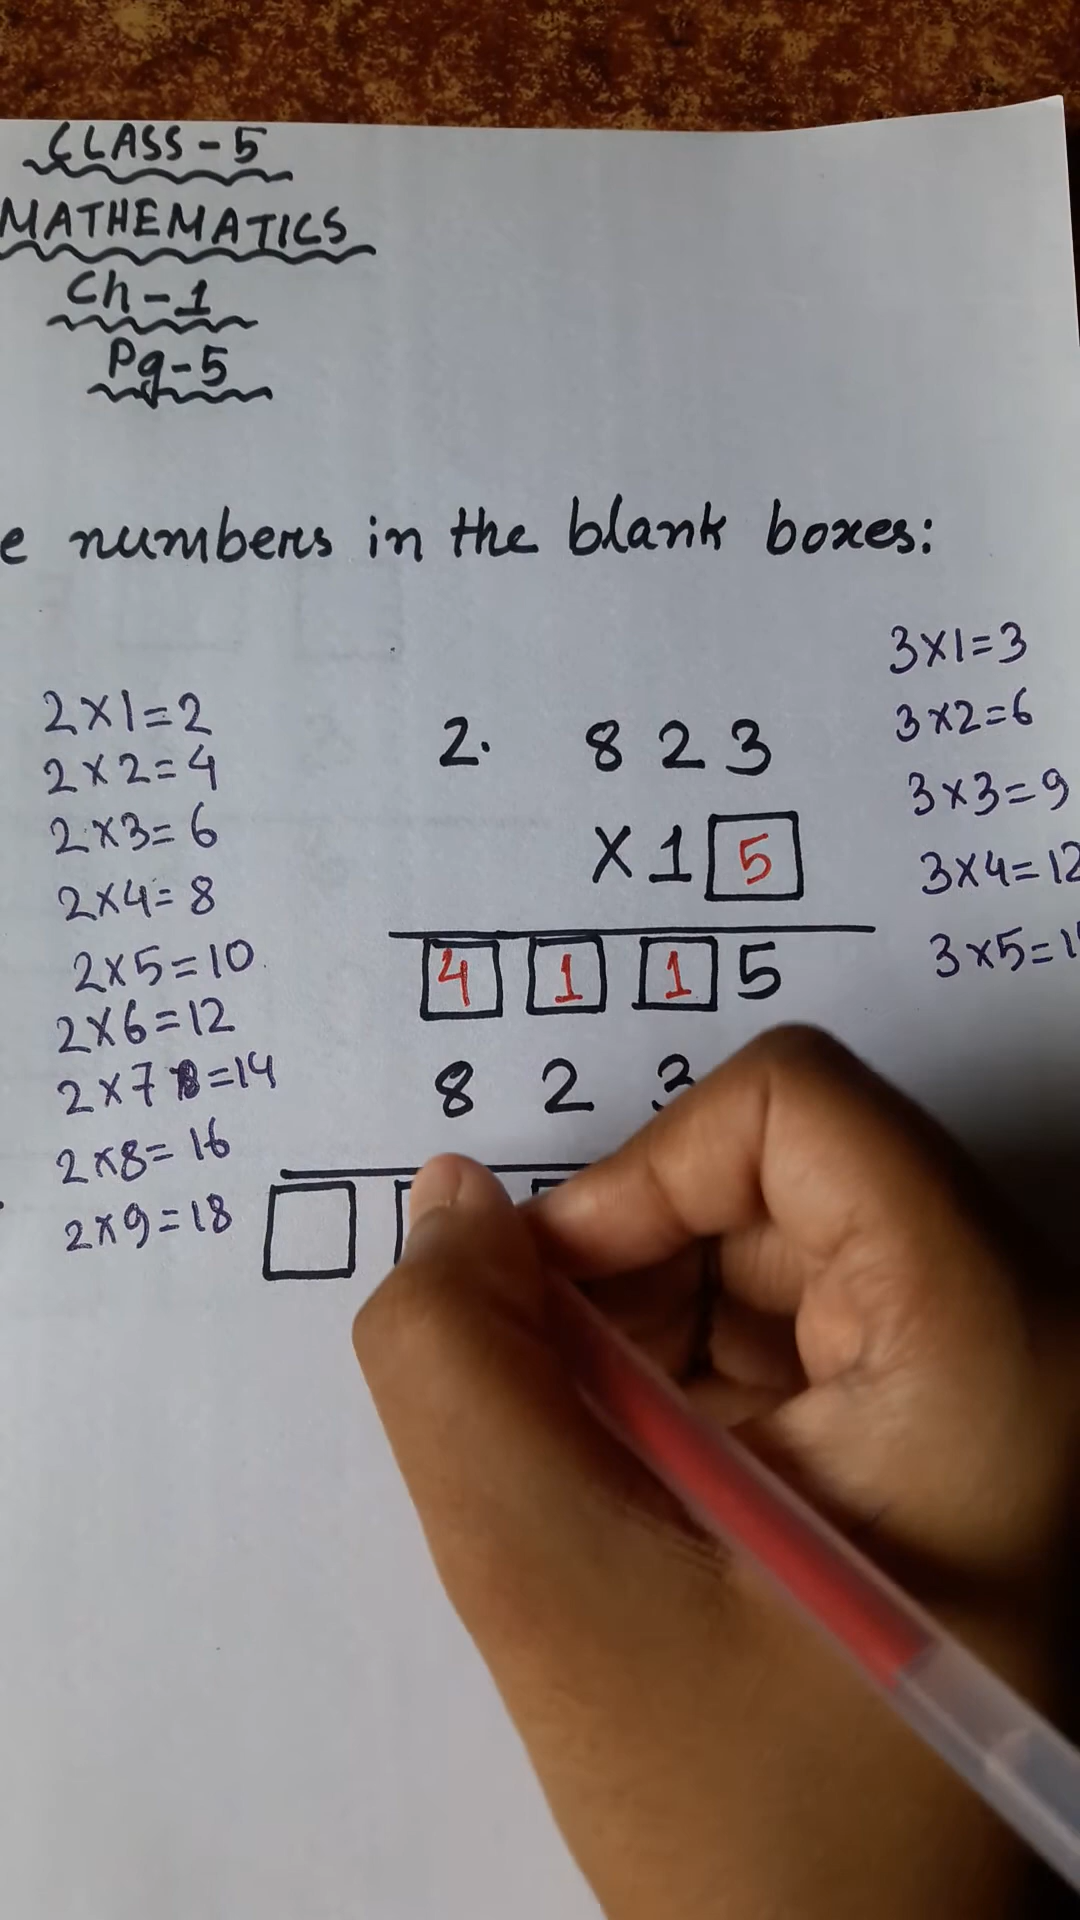 CLASS-5
MATHEMATICS
Ch-1
Pg-5
numbers in the blank boxes:
2×1=2
2×2=4
2×3=6
2×4=8
2×5=10
2×6=12
2×7 =14
2×8=16
2×9=18
2. 823
×1 5
4 1 1 5
8 2 3
3×1=3
3×2=6
3×3=9
3×4=12
3×5=1